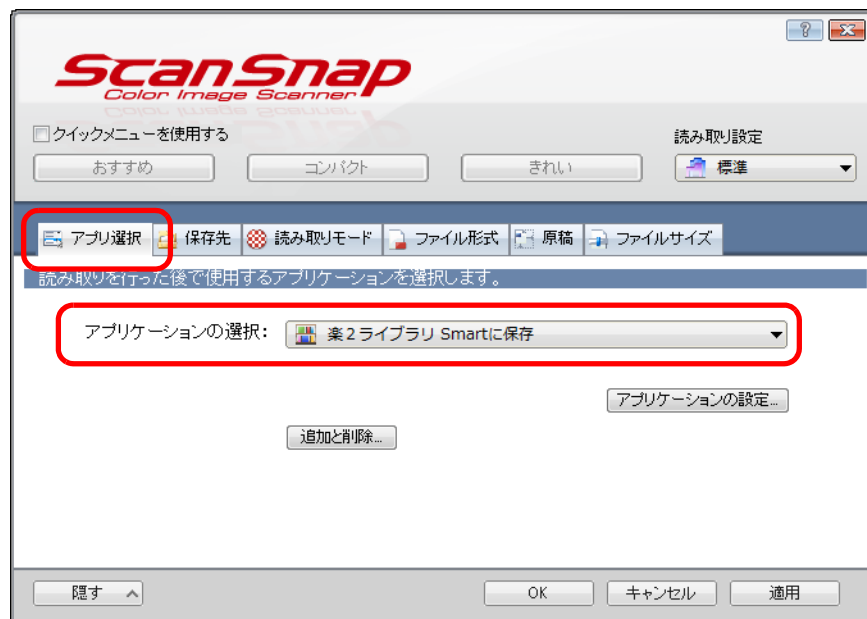 ScanSnap
Color Image Scanner
クイックメニューを使用する
読み取り設定
おすすめ
コンパクト
きれい
標準
アプリ選択
保存先
読み取りモード
ファイル形式
原稿
ファイルサイズ
読み取りを行った後で使用するアプリケーションを選択します。
アプリケーションの選択:
楽2ライブラリ Smartに保存
アプリケーションの設定...
追加と削除...
隠す
OK
キャンセル
適用